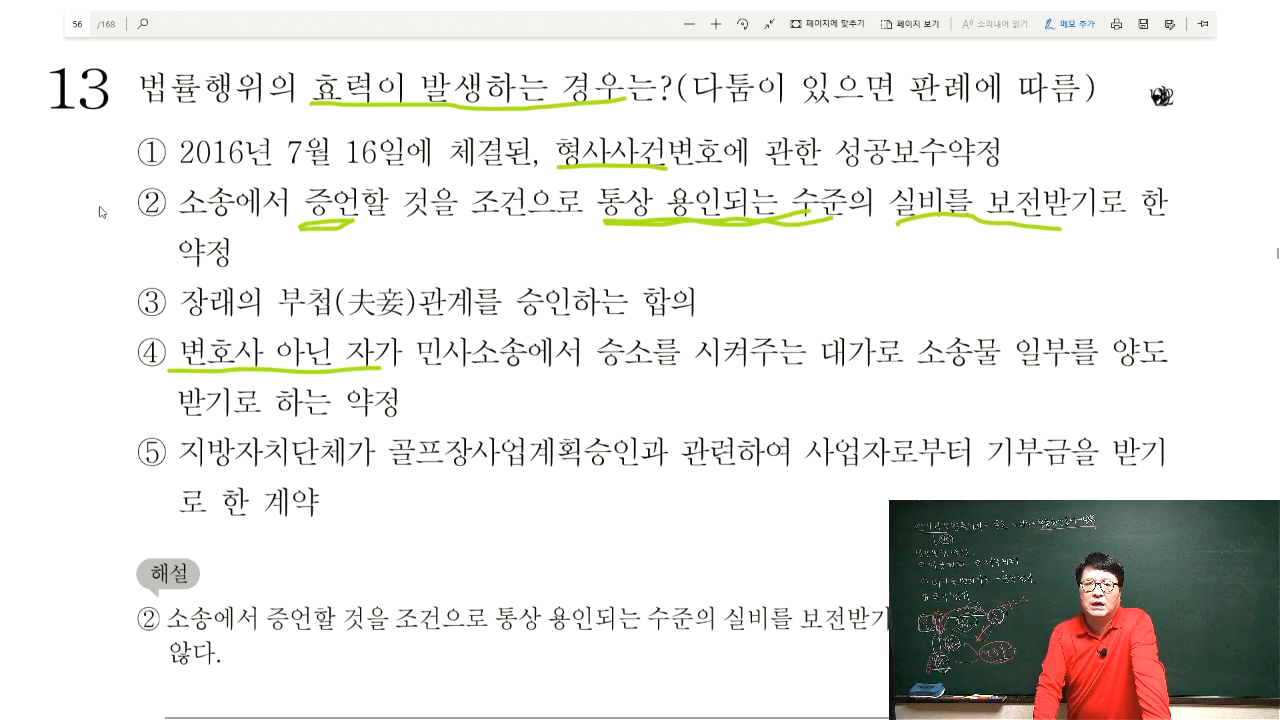 56 /168 페이지에 맞추기 페이지 보기 소리내어 읽기 메모 추가
13 법률행위의 효력이 발생하는 경우는?(다툼이 있으면 판례에 따름)
① 2016년 7월 16일에 체결된, 형사사건변호에 관한 성공보수약정
② 소송에서 증언할 것을 조건으로 통상 용인되는 수준의 실비를 보전받기로 한
약정
③ 장래의 부첩(夫妾)관계를 승인하는 합의
④ 변호사 아닌 자가 민사소송에서 승소를 시켜주는 대가로 소송물 일부를 양도
받기로 하는 약정
⑤ 지방자치단체가 골프장사업계획승인과 관련하여 사업자로부터 기부금을 받기
로 한 계약
해설
② 소송에서 증언할 것을 조건으로 통상 용인되는 수준의 실비를 보전받기
않다.